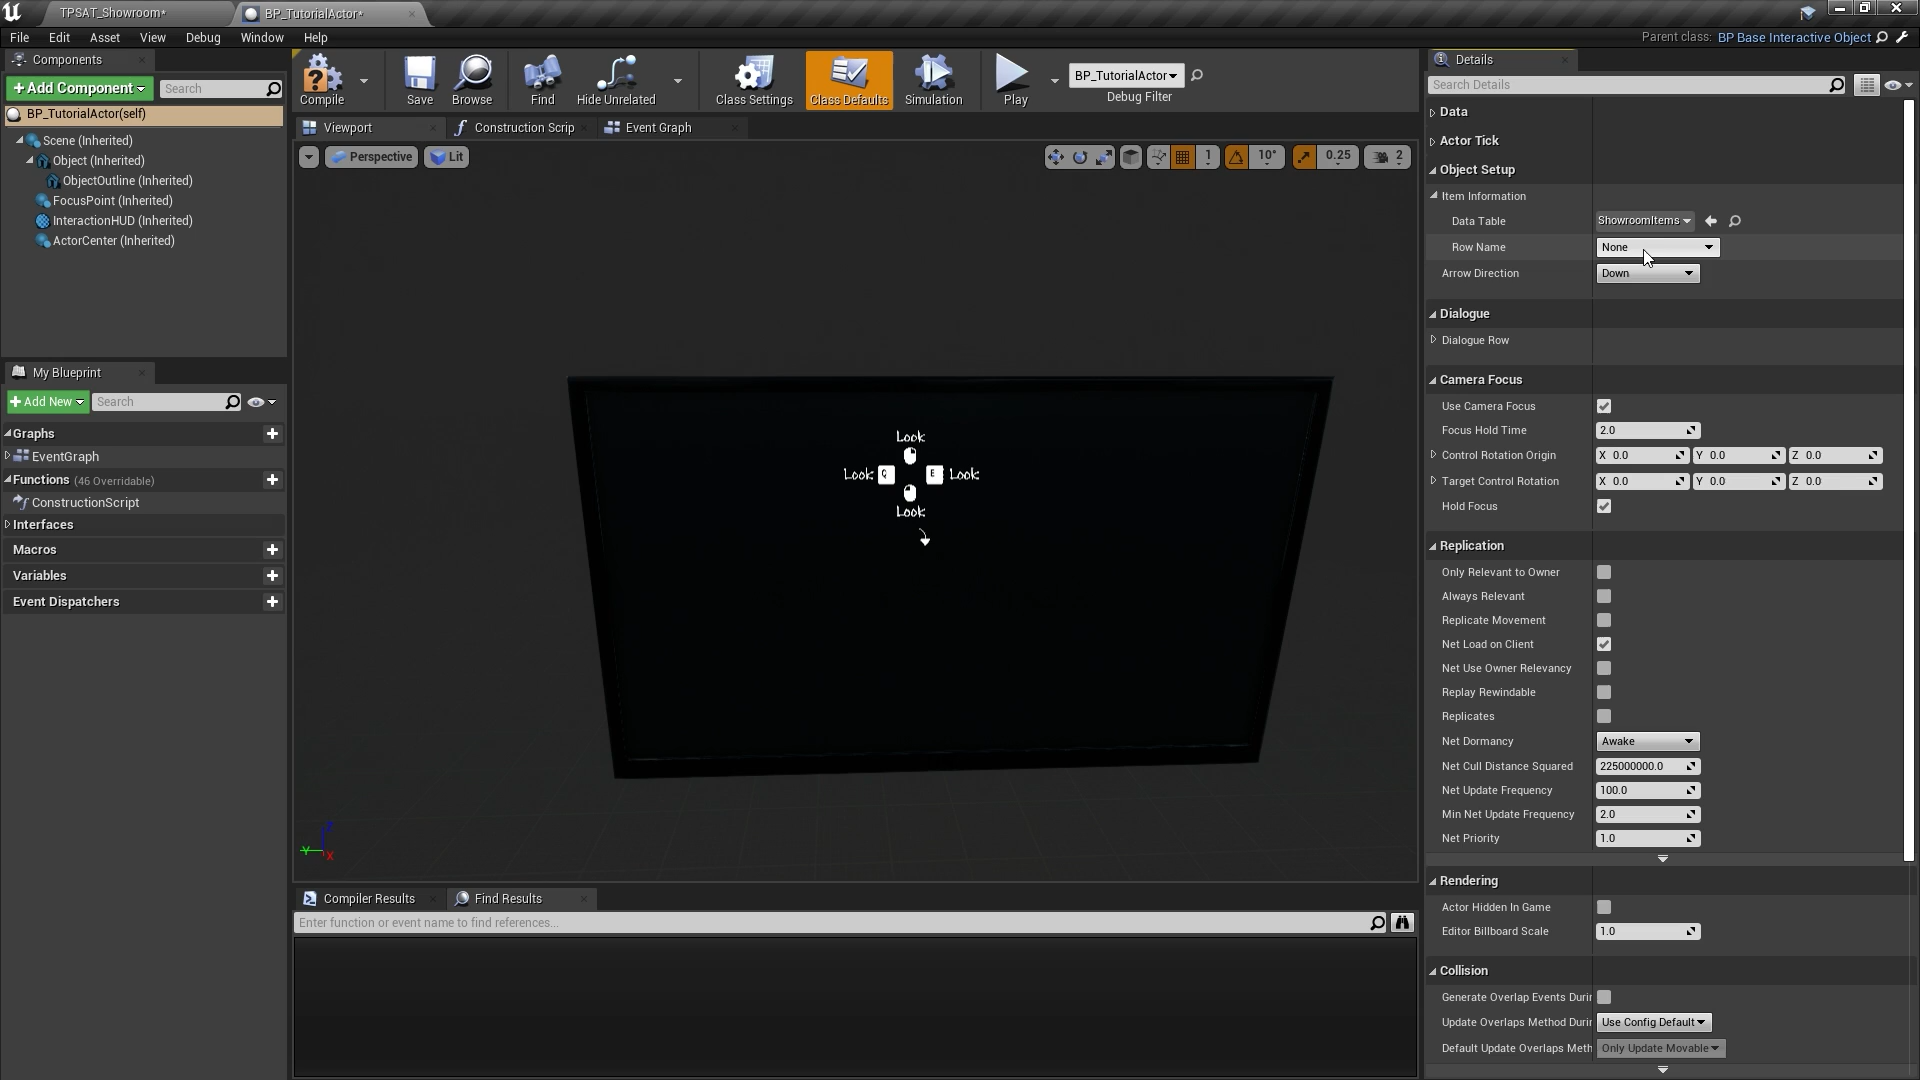 TPSAT_Showroom*
BP_TutorialActor*
File Edit Asset View Debug Window Help
Parent class: BP Base Interactive Object
Components
+ Add Component
Search
BP_TutorialActor(self)
Scene (Inherited)
Object (Inherited)
ObjectOutline (Inherited)
FocusPoint (Inherited)
InteractionHUD (Inherited)
ActorCenter (Inherited)
My Blueprint
+ Add New
Search
Graphs
EventGraph
Functions (46 Overridable)
ConstructionScript
Interfaces
Macros
Variables
Event Dispatchers
Compile
Save
Browse
Find
Hide Unrelated
Class Settings
Class Defaults
Simulation
Play
BP_TutorialActor
Debug Filter
Viewport
Construction Scrip
Event Graph
Perspective
Lit
1
10°
0.25
2
Look
Look Q E Look
Look
Z
Y
X
Compiler Results
Find Results
Enter function or event name to find references...
Details
Search Details
Data
Actor Tick
Object Setup
Item Information
Data Table ShowroomItems
Row Name None
Arrow Direction Down
Dialogue
Dialogue Row
Camera Focus
Use Camera Focus
Focus Hold Time 2.0
Control Rotation Origin X 0.0 Y 0.0 Z 0.0
Target Control Rotation X 0.0 Y 0.0 Z 0.0
Hold Focus
Replication
Only Relevant to Owner
Always Relevant
Replicate Movement
Net Load on Client
Net Use Owner Relevancy
Replay Rewindable
Replicates
Net Dormancy Awake
Net Cull Distance Squared 225000000.0
Net Update Frequency 100.0
Min Net Update Frequency 2.0
Net Priority 1.0
Rendering
Actor Hidden In Game
Editor Billboard Scale 1.0
Collision
Generate Overlap Events Durin
Update Overlaps Method Durin Use Config Default
Default Update Overlaps Meth Only Update Movable